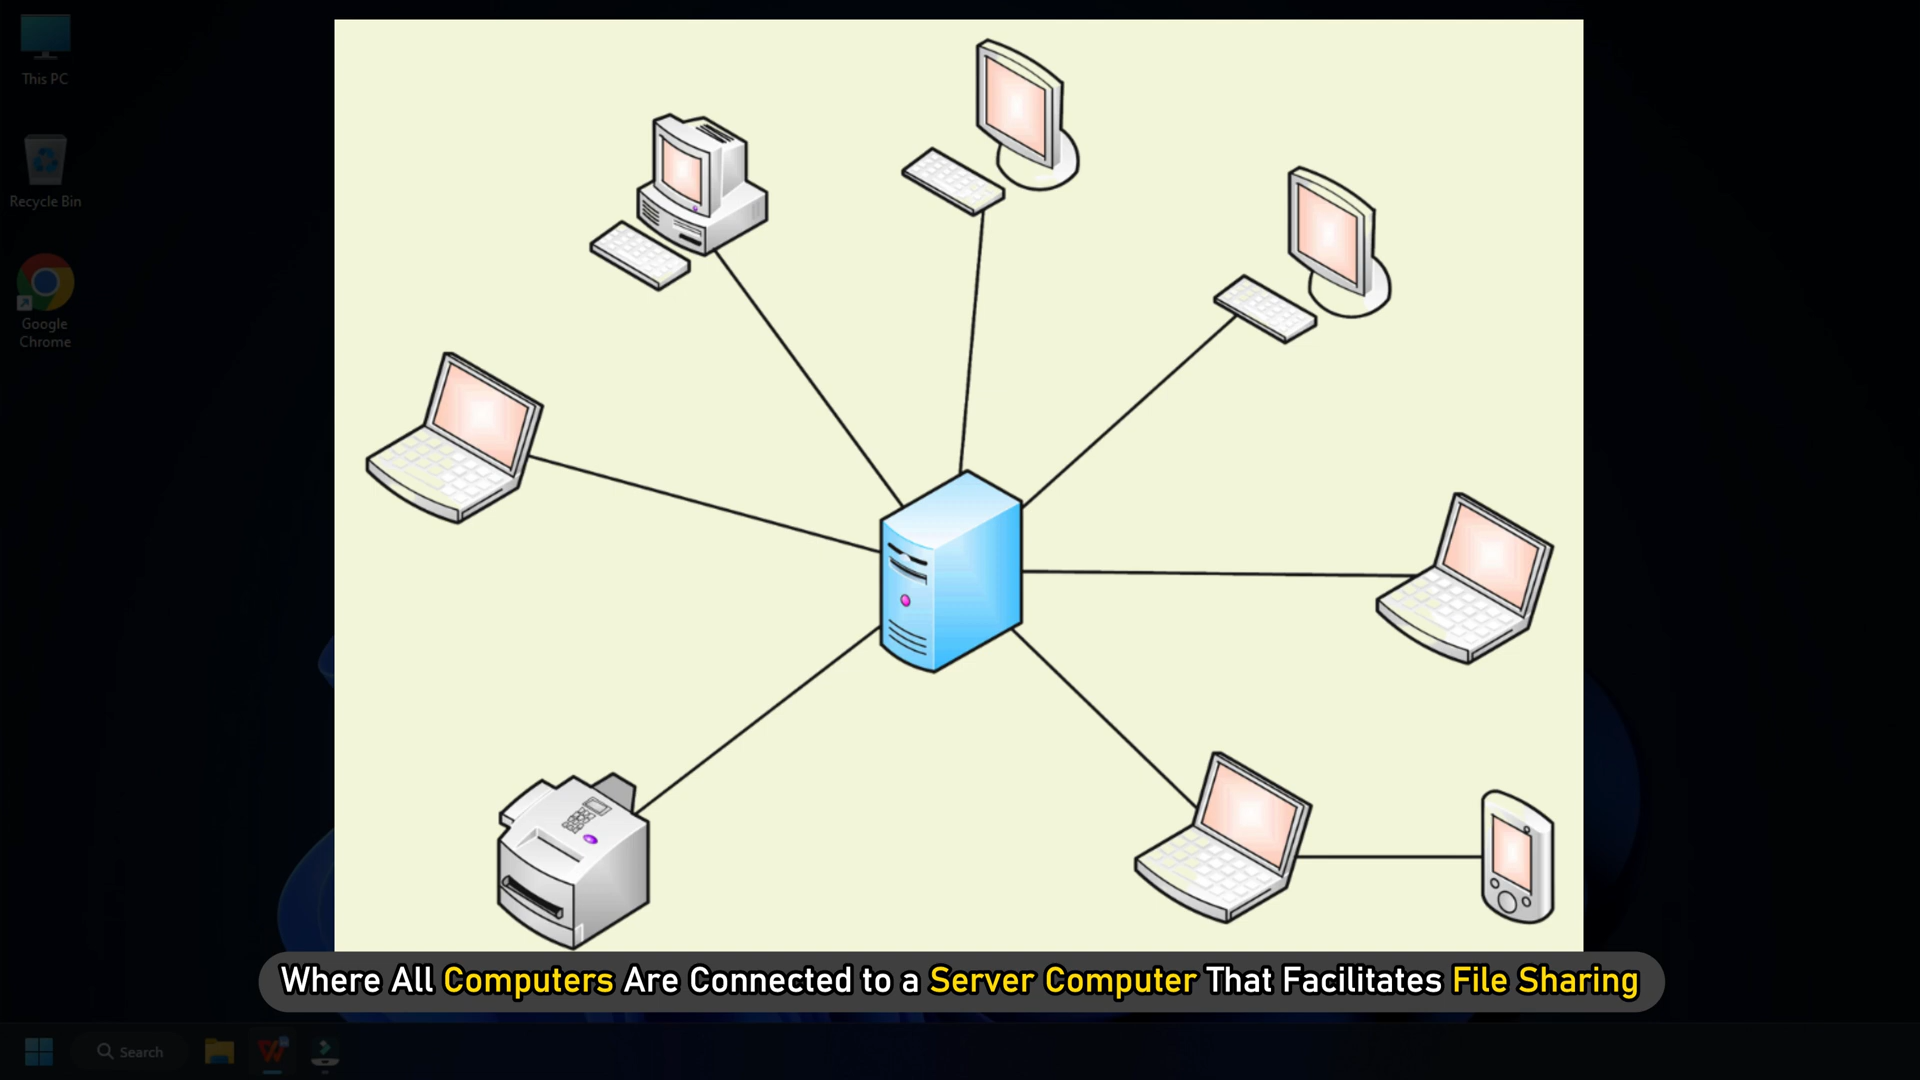 This PC
Recycle Bin
Google
Chrome
Where All Computers Are Connected to a Server Computer That Facilitates File Sharing
Search